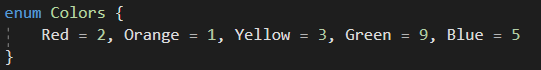 enum Colors {
    Red = 2, Orange = 1, Yellow = 3, Green = 9, Blue = 5
}